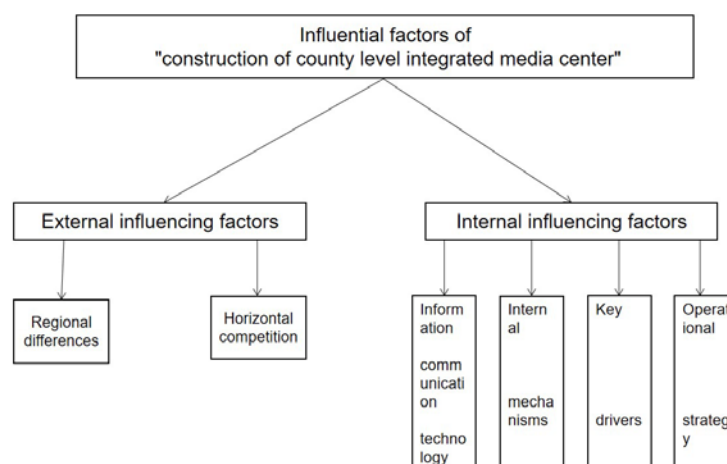 Influential factors of
"construction of county level integrated media center"
External influencing factors
Internal influencing factors
Regional
differences
Horizontal
competition
Inform
ation
comm
unicati
on
techno
logy
Intern
al
mecha
nisms
Key
drivers
Operat
ional
strateg
y